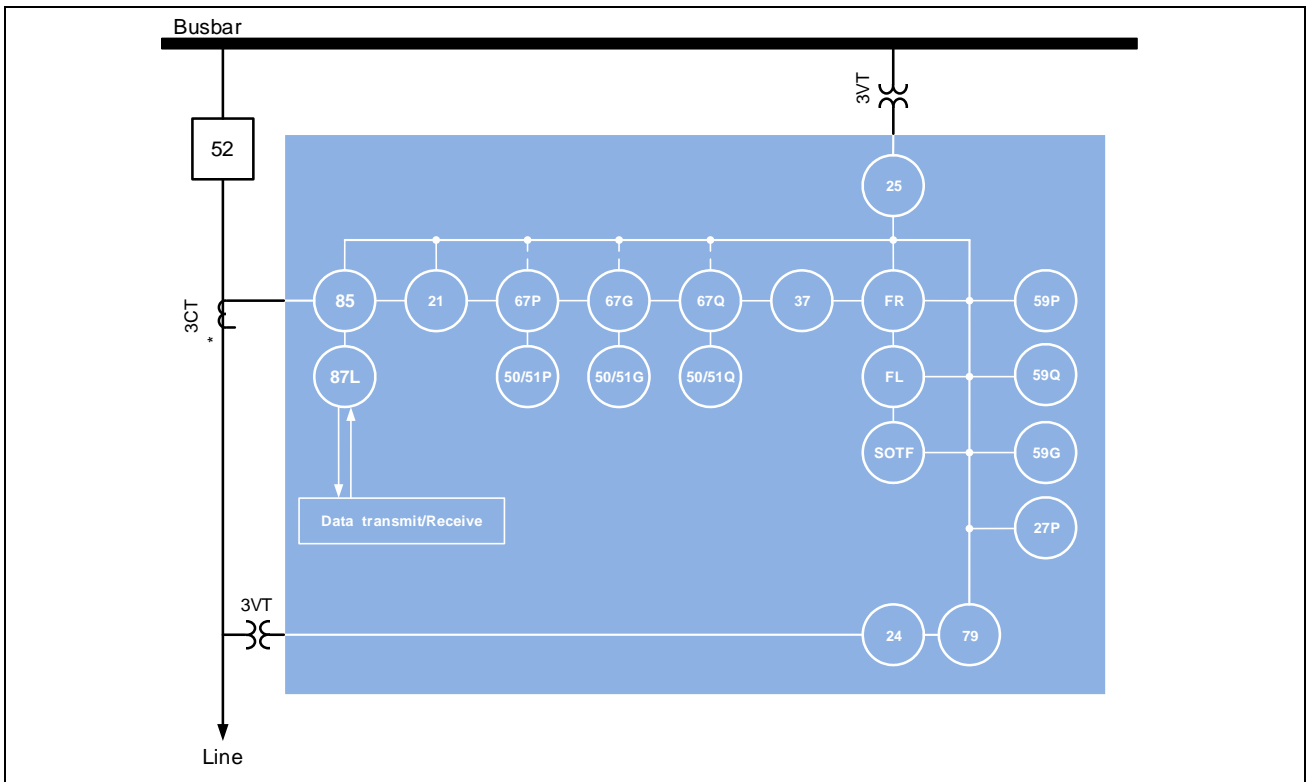 Busbar
3VT
52
25
3CT
*
85
21
67P
67G
67Q
37
FR
59P
87L
50/51P
50/51G
50/51Q
FL
59Q
SOTF
59G
Data transmit/Receive
27P
3VT
24
79
Line